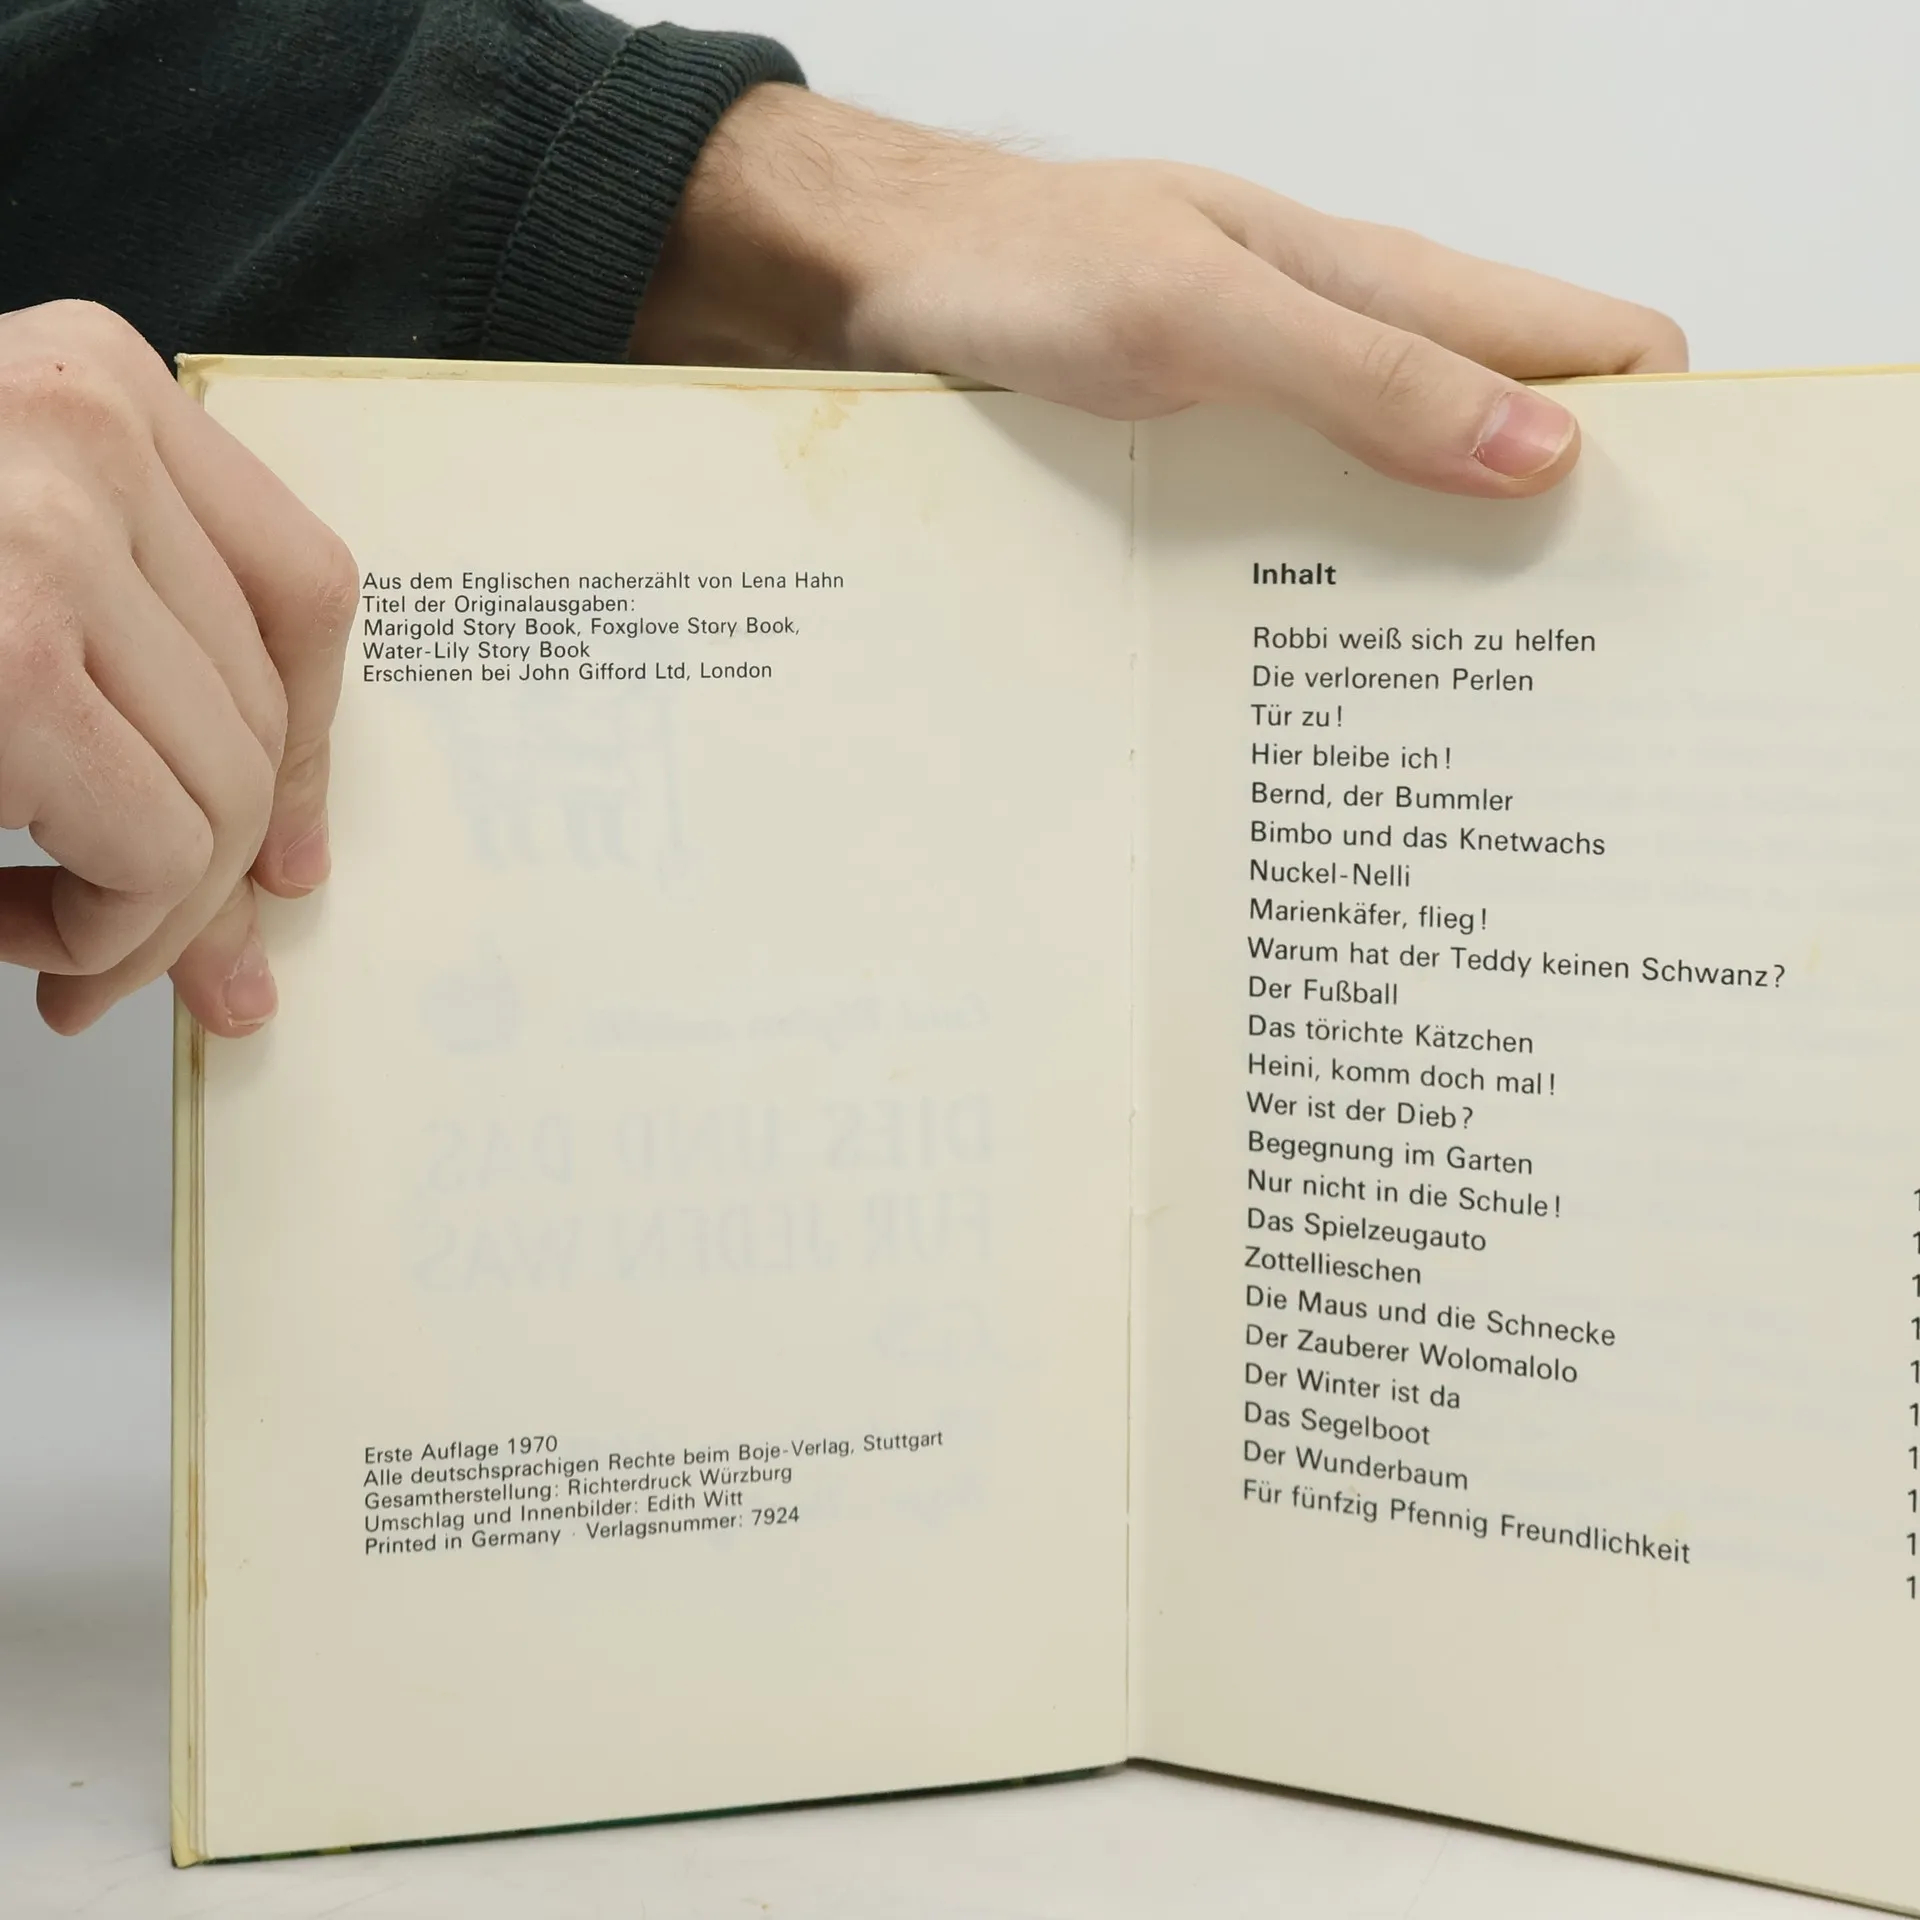 Aus dem Englischen nacherzählt von Lena Hahn
Titel der Originalausgaben:
Marigold Story Book, Foxglove Story Book,
Water-Lily Story Book
Erschienen bei John Gifford Ltd, London
DIES UND DAS
FÜR JEDEN WAS
Erste Auflage 1970
Alle deutschsprachigen Rechte beim Boje-Verlag, Stuttgart
Gesamtherstellung: Richterdruck Würzburg
Umschlag und Innenbilder: Edith Witt
Printed in Germany · Verlagsnummer: 7924
Inhalt
Robbi weiß sich zu helfen
Die verlorenen Perlen
Tür zu!
Hier bleibe ich!
Bernd, der Bummler
Bimbo und das Knetwachs
Nuckel-Nelli
Marienkäfer, flieg!
Warum hat der Teddy keinen Schwanz?
Der Fußball
Das törichte Kätzchen
Heini, komm doch mal!
Wer ist der Dieb?
Begegnung im Garten
Nur nicht in die Schule!
Das Spielzeugauto
Zottellieschen
Die Maus und die Schnecke
Der Zauberer Wolomalolo
Der Winter ist da
Das Segelboot
Der Wunderbaum
Für fünfzig Pfennig Freundlichkeit